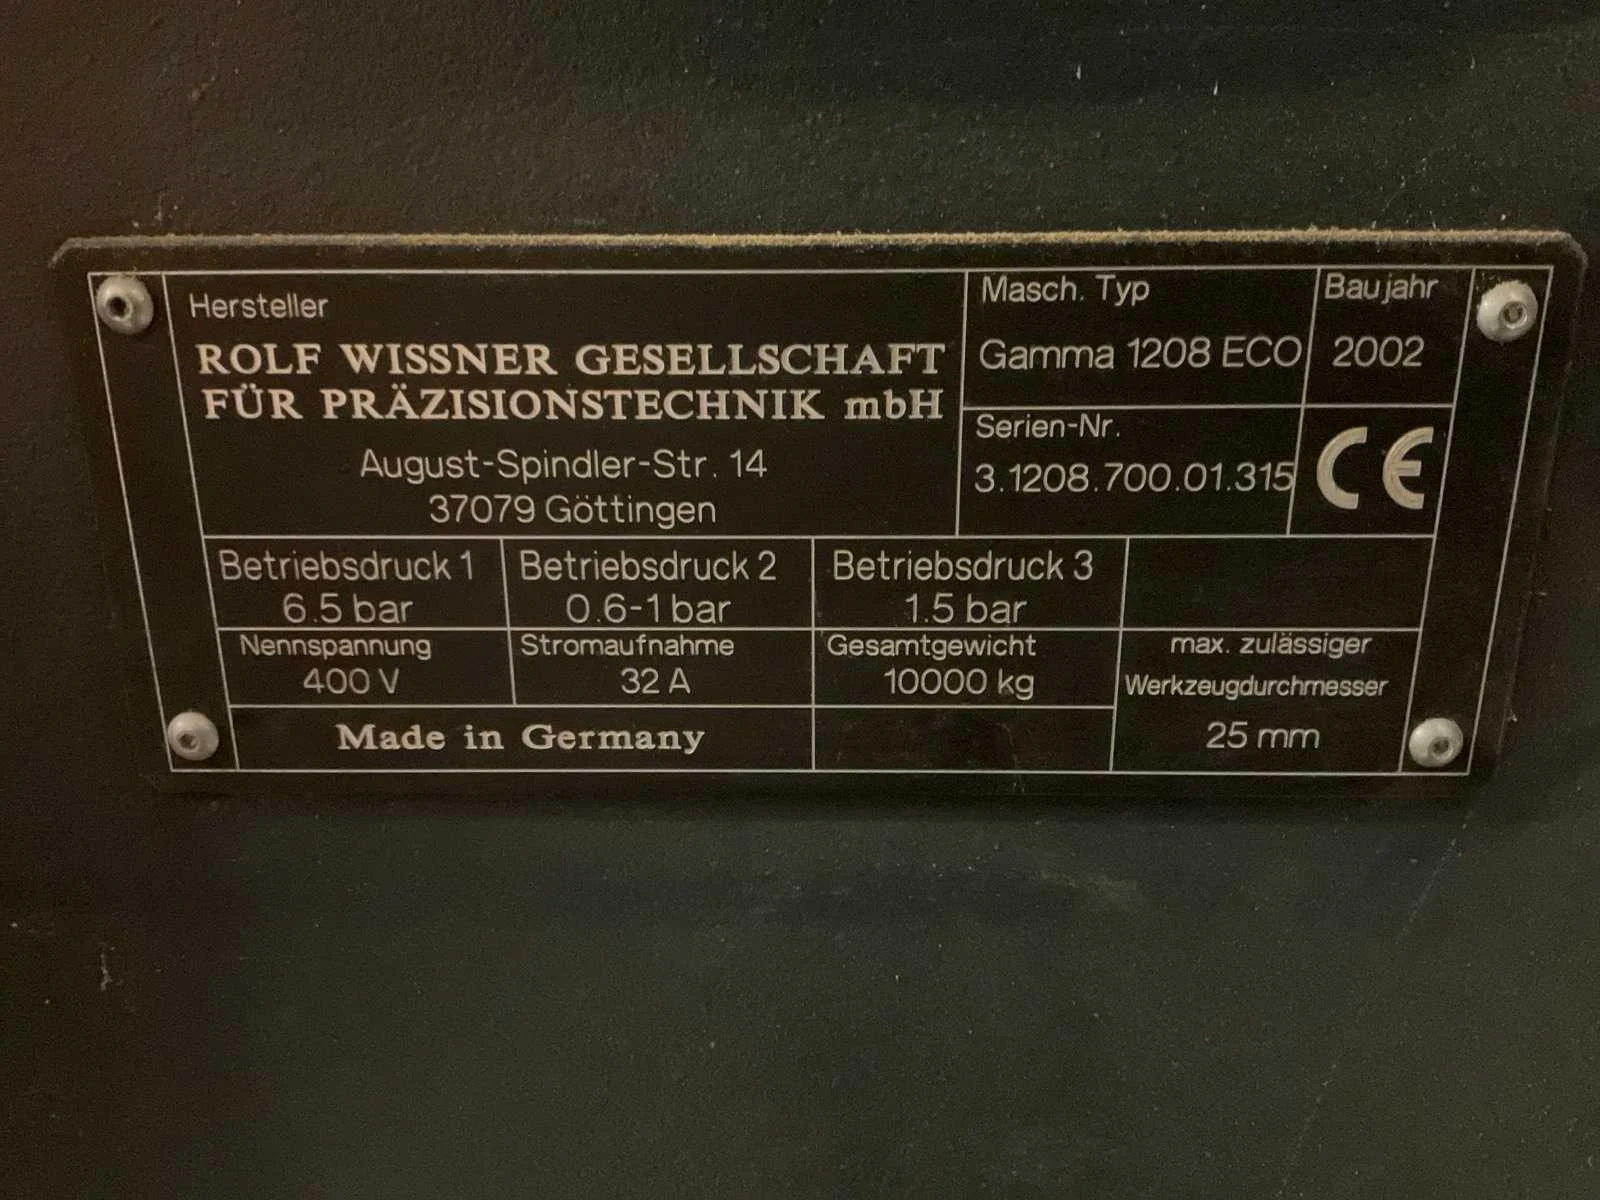 Hersteller
ROLF WISSNER GESELLSCHAFT
FÜR PRÄZISIONSTECHNIK mbH
August-Spindler-Str. 14
37079 Göttingen
Masch. Typ
Gamma 1208 ECO
Baujahr
2002
Serien-Nr.
3.1208.700.01.315
CE
Betriebsdruck 1
6.5 bar
Betriebsdruck 2
0.6-1 bar
Betriebsdruck 3
1.5 bar
Nennspannung
400 V
Stromaufnahme
32 A
Gesamtgewicht
10000 kg
max. zulässiger
Werkzeugdurchmesser
25 mm
Made in Germany